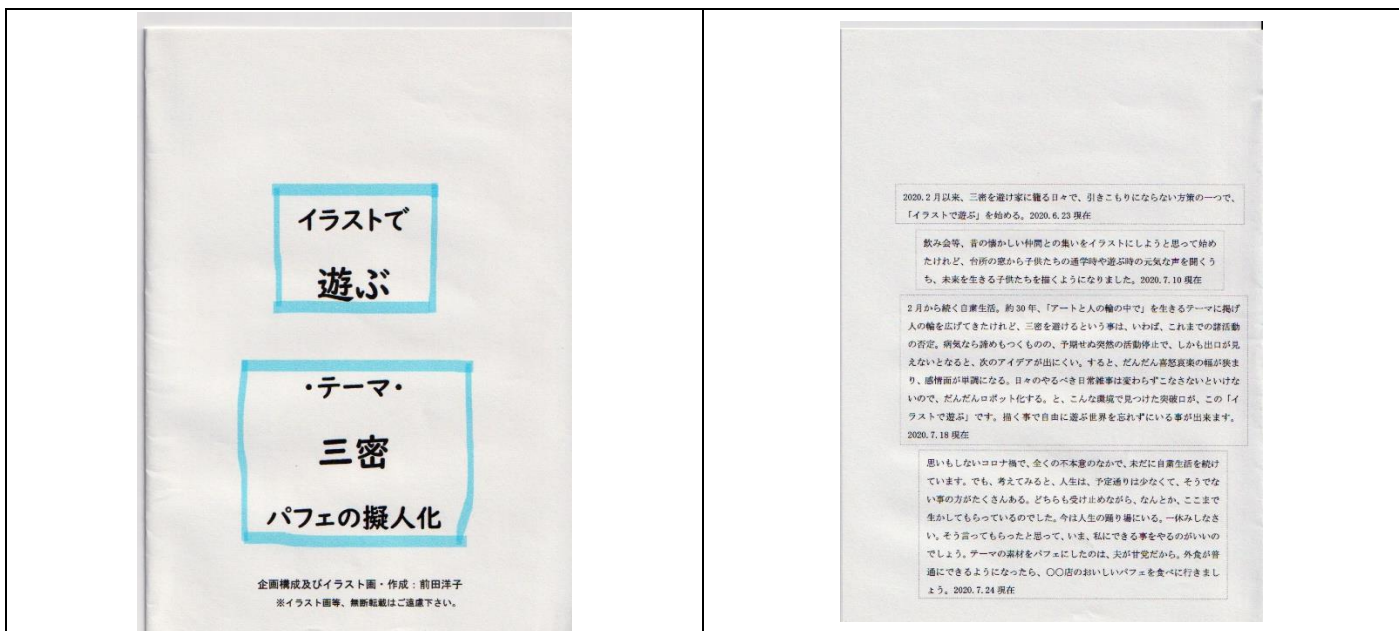 イラストで
遊ぶ
・テーマ・
三密
パフェの擬人化
企画構成及びイラスト画・作成：前田洋子
※イラスト画等、無断転載はご遠慮下さい。
2020.2月以来、三密を避け家に籠る日々で、引きこもりにならない方策の一つで、
「イラストで遊ぶ」を始める。2020.6.23 現在
飲み会等、昔の懐かしい仲間との集いをイラストにしようと思って始め
たけれど、台所の窓から子供たちの通学時や遊ぶ時の元気な声を聞くう
ち、未来を生きる子供たちを描くようになりました。2020.7.10 現在
2月から続く自粛生活。約30年、「アートと人の輪の中で」を生きるテーマに掲げ
人の輪を広げてきたけれど、三密を避けるという事は、いわば、これまでの諸活動
の否定。病気なら諦めもつくものの、予期せぬ突然の活動停止で、しかも出口が見
えないとなると、次のアイデアが出にくい。すると、だんだん喜怒哀楽の幅が狭ま
り、感情面が単調になる。日々のやるべき日常雑事は変わらずこなさないといけな
いので、だんだんロボット化する。と、こんな環境で見つけた突破口が、この「イ
ラストで遊ぶ」です。描く事で自由に遊ぶ世界を忘れずにいる事が出来ます。
2020.7.18 現在
思いもしないコロナ禍で、全くの不本意のなかで、未だに自粛生活を続け
ています。でも、考えてみると、人生は、予定通りは少なくて、そうでな
い事の方がたくさんある。どちらも受け止めながら、なんとか、ここまで
生かしてもらっているのでした。今は人生の踊り場にいる。一休みしなさ
い。そう言ってもらったと思って、いま、私にできる事をやるのがいいの
でしょう。テーマの素材をパフェにしたのは、夫が甘党だから。外食が普
通にできるようになったら、〇〇店のおいしいパフェを食べに行きまし
ょう。2020.7.24 現在